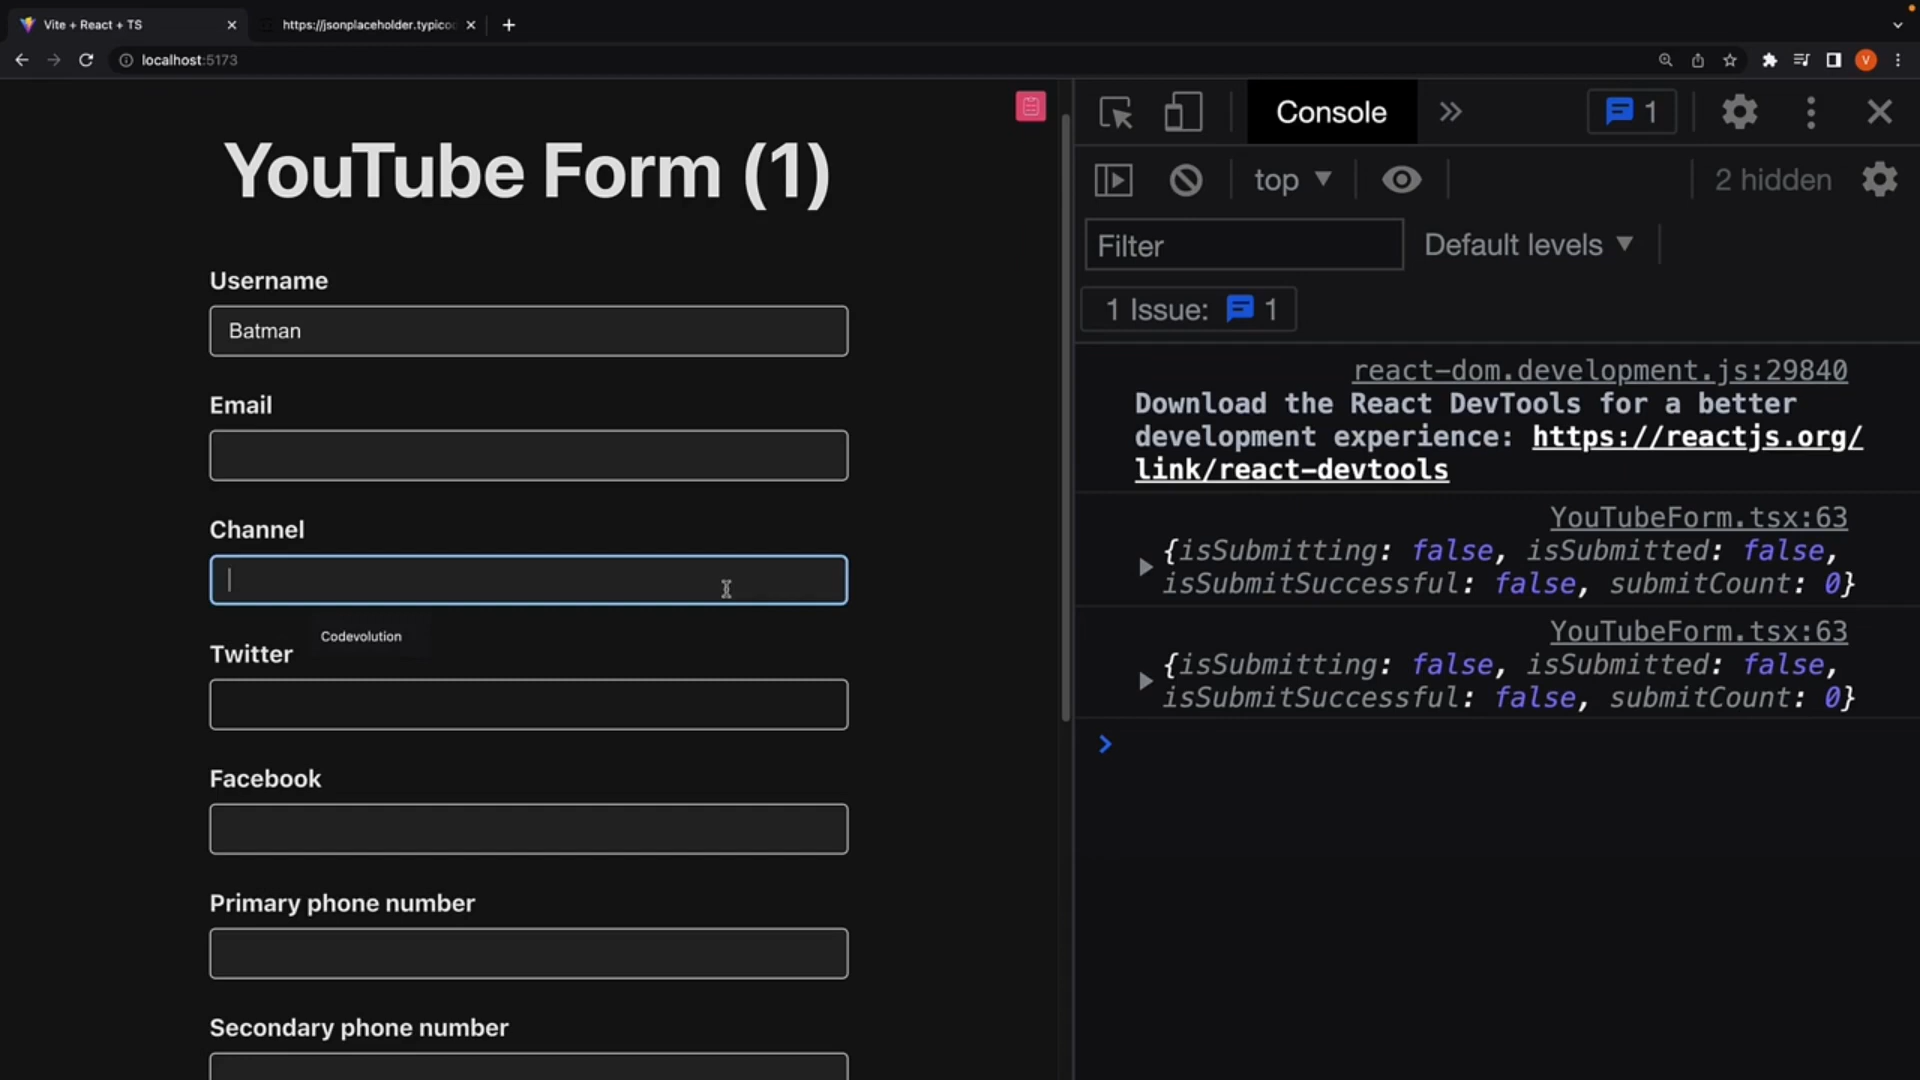 Vite + React + TS
https://jsonplaceholder.typico
localhost:5173
V
YouTube Form (1)
Username
Batman
Email
Channel
Codevolution
Twitter
Facebook
Primary phone number
Secondary phone number
Console
1
top
2 hidden
Filter
Default levels
1 Issue: 1
react-dom.development.js:29840
Download the React DevTools for a better
development experience: https://reactjs.org/
link/react-devtools
YouTubeForm.tsx:63
{isSubmitting: false, isSubmitted: false,
isSubmitSuccessful: false, submitCount: 0}
YouTubeForm.tsx:63
{isSubmitting: false, isSubmitted: false,
isSubmitSuccessful: false, submitCount: 0}